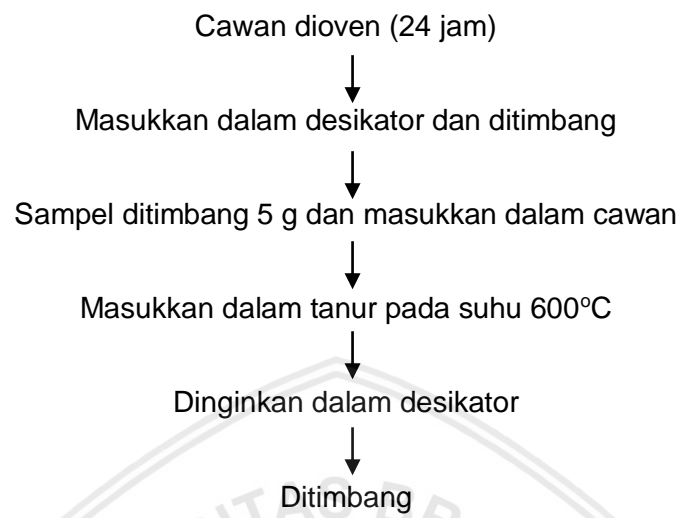 Cawan dioven (24 jam)
Masukkan dalam desikator dan ditimbang
Sampel ditimbang 5 g dan masukkan dalam cawan
Masukkan dalam tanur pada suhu 600°C
Dinginkan dalam desikator
Ditimbang